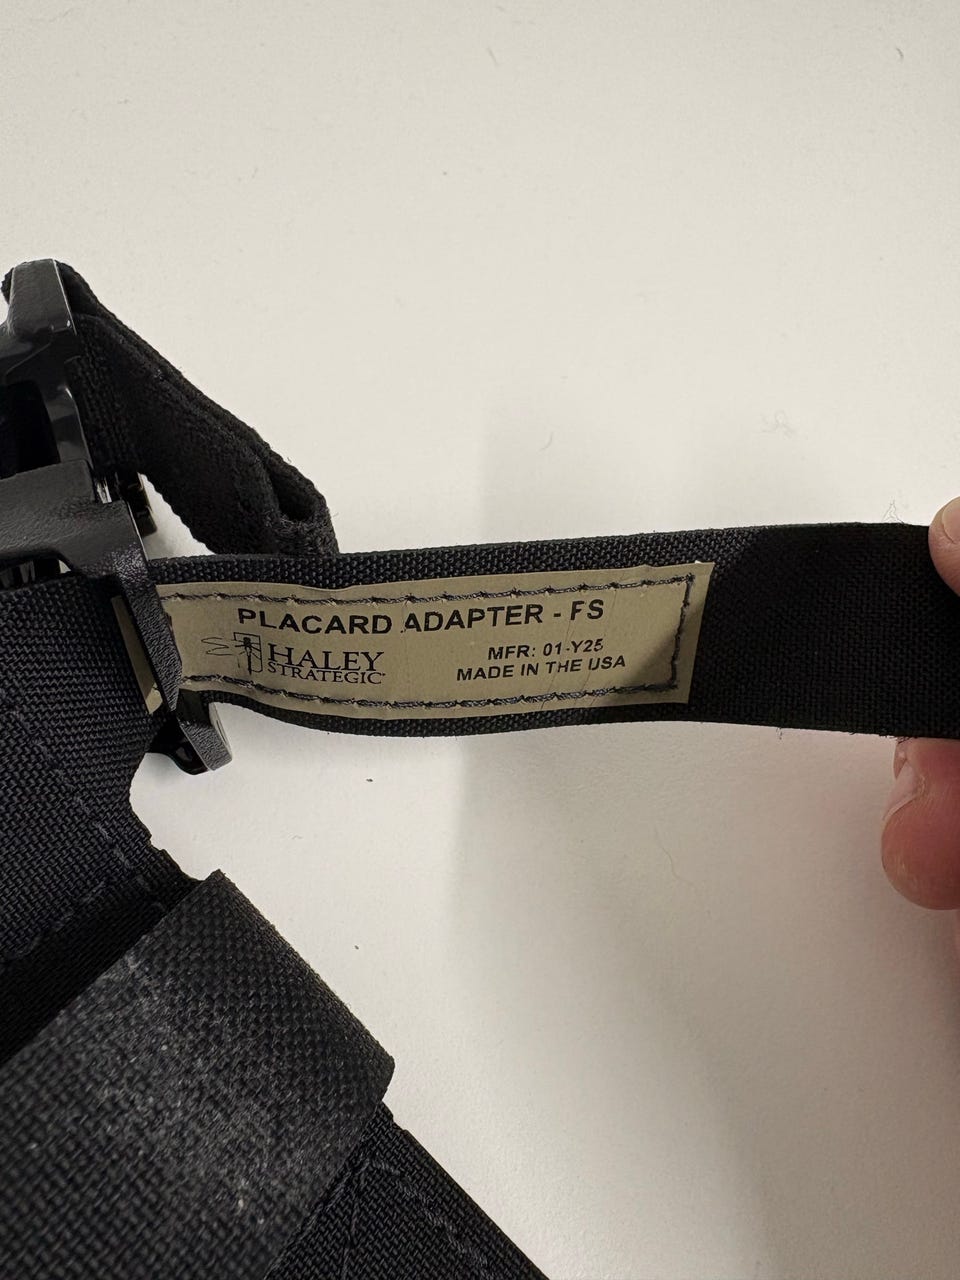 PLACARD ADAPTER - FS
HALEY
STRATEGIC
MFR: 01-Y25
MADE IN THE USA